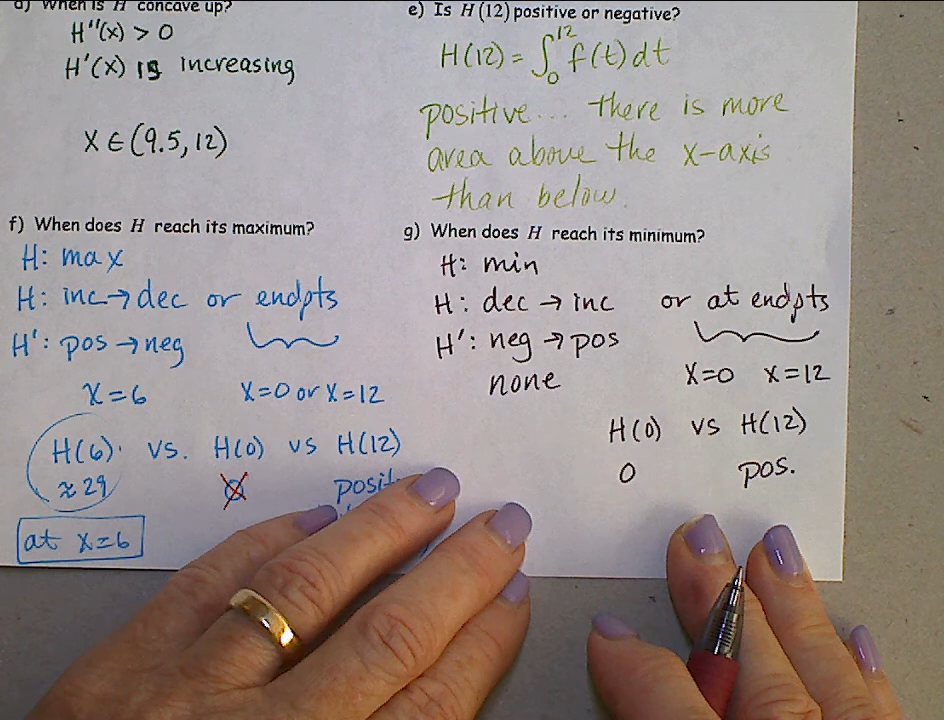 d) When is H concave up?
H''(x) > 0
H'(x) is increasing
x ∈ (9.5, 12)
e) Is H(12) positive or negative?
H(12) = ∫₀¹² f(t) dt
positive... there is more
area above the x-axis
than below.
f) When does H reach its maximum?
H: max
H: inc → dec or endpts
H': pos → neg
x = 6 x=0 or x=12
H(6) vs. H(0) vs H(12)
≈ 29 0
at x=6
g) When does H reach its minimum?
H: min
H: dec → inc or at endpts
H': neg → pos
none x=0 x=12
H(0) vs H(12)
0 pos.